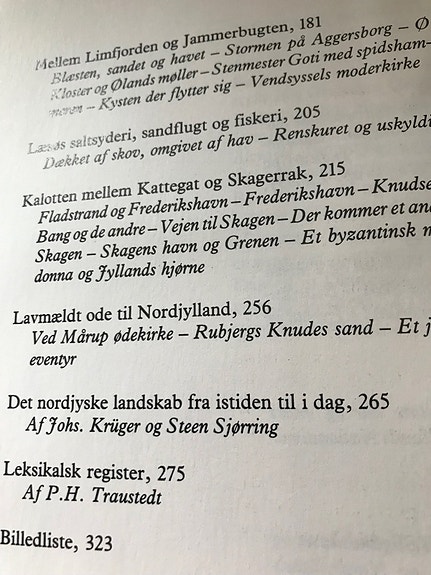 Mellem Limfjorden og Jammerbugten, 181
Blæsten, sandet og havet – Stormen på Aggersborg – Ø
Kloster og Ølands møller – Stenmester Goti med spidsham-
meren – Kysten der flytter sig – Vendsyssels moderkirke
Læsøs saltsyderi, sandflugt og fiskeri, 205
Dækket af skov, omgivet af hav – Renskuret og uskyldi
Kalotten mellem Kattegat og Skagerrak, 215
Fladstrand og Frederikshavn – Frederikshavn – Knudse
Bang og de andre – Vejen til Skagen – Der kommer et and
Skagen – Skagens havn og Grenen – Et byzantinsk m
donna og Jyllands hjørne
Lavmældt ode til Nordjylland, 256
Ved Mårup ødekirke – Rubjergs Knudes sand – Et j
eventyr
Det nordjyske landskab fra istiden til i dag, 265
Af Johs. Krüger og Steen Sjørring
Leksikalsk register, 275
Af P.H. Traustedt
Billedliste, 323